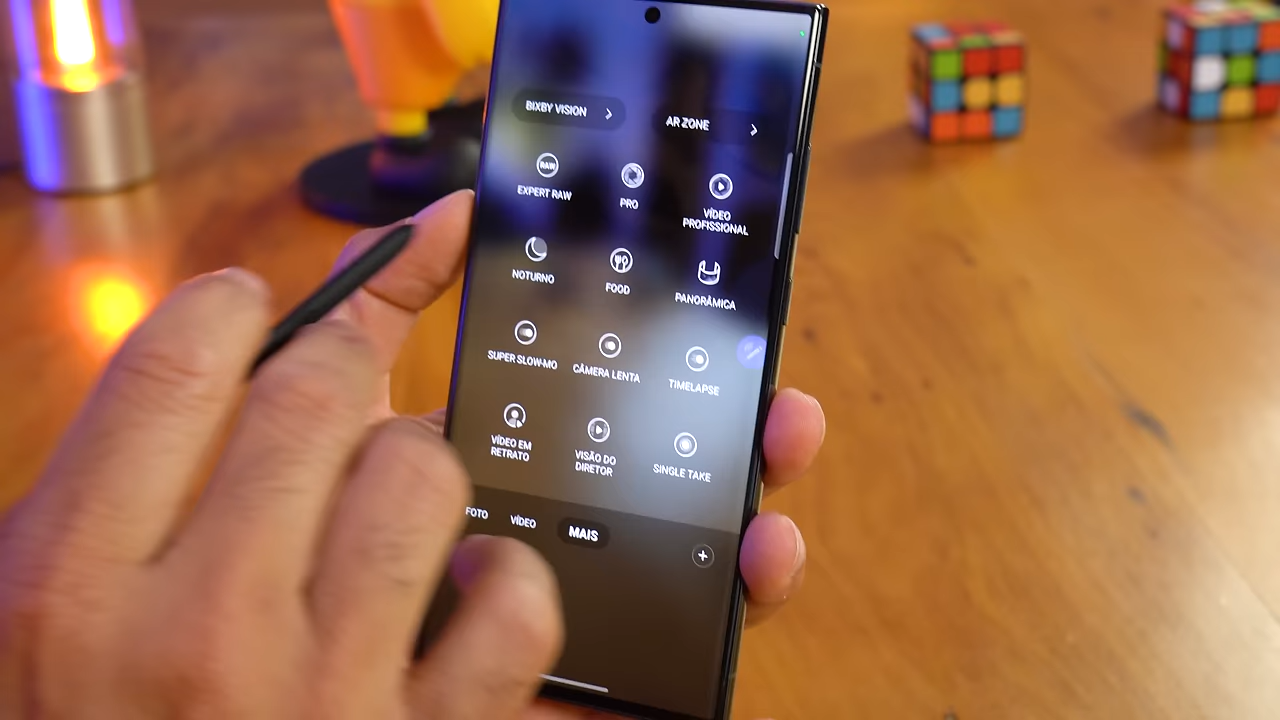 BIXBY VISION
AR ZONE
RAW
EXPERT RAW
PRO
VÍDEO
PROFISSIONAL
NOTURNO
FOOD
PANORÂMICA
SUPER SLOW-MO
CÂMERA LENTA
TIMELAPSE
VÍDEO EM
RETRATO
VISÃO DO
DIRETOR
SINGLE TAKE
FOTO
VÍDEO
MAIS